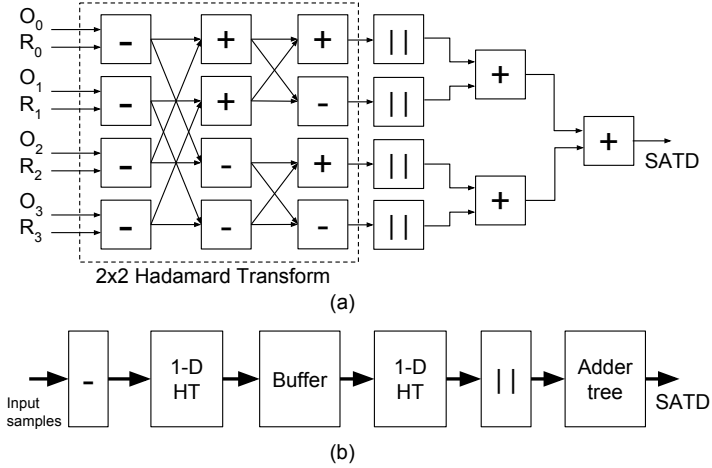 O0
R0
- + + ||
O1
R1
- + - ||
+
O2
R2
- - + ||
+
SATD
O3
R3
- - - ||
+
2x2 Hadamard Transform
(a)
Input
samples
-
1-D
HT
Buffer
1-D
HT
||
Adder
tree
SATD
(b)